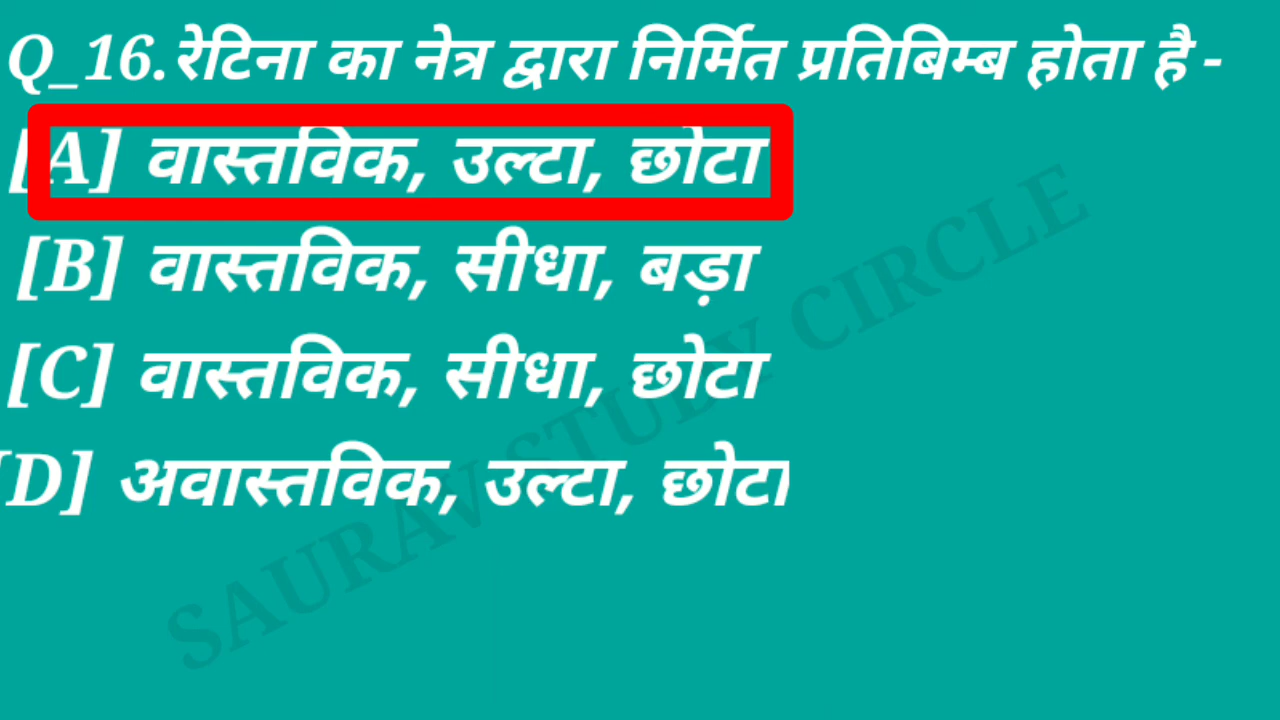 Q_16.रेटिना का नेत्र द्वारा निर्मित प्रतिबिम्ब होता है -
[A] वास्तविक, उल्टा, छोटा
[B] वास्तविक, सीधा, बड़ा
[C] वास्तविक, सीधा, छोटा
[D] अवास्तविक, उल्टा, छोटा
SAURAV STUDY CIRCLE